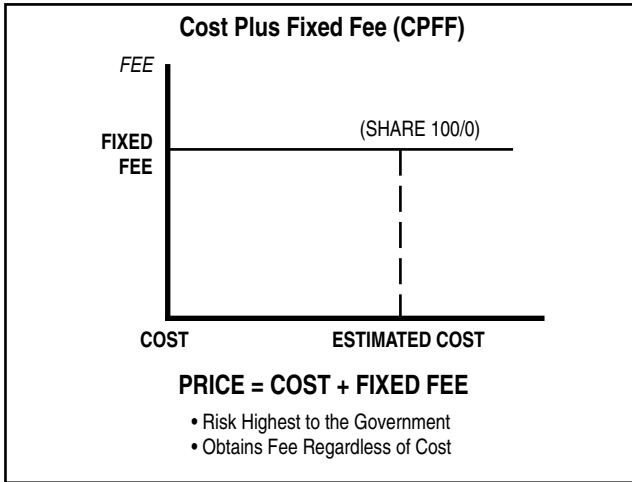 Cost Plus Fixed Fee (CPFF)
FEE
(SHARE 100/0)
FIXED
FEE
COST
ESTIMATED COST
PRICE = COST + FIXED FEE
• Risk Highest to the Government
• Obtains Fee Regardless of Cost